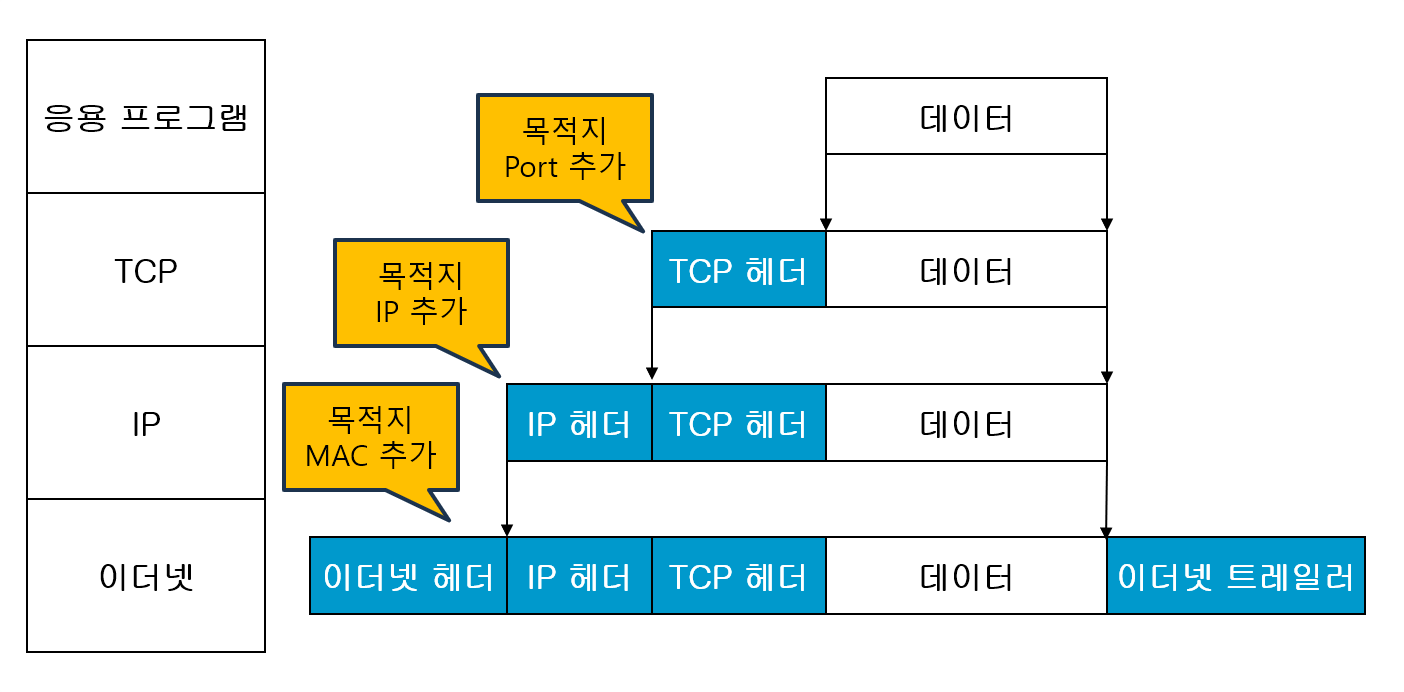 응용 프로그램
데이터
목적지
Port 추가
TCP
TCP 헤더
데이터
목적지
IP 추가
IP
IP 헤더
TCP 헤더
데이터
목적지
MAC 추가
이더넷
이더넷 헤더
IP 헤더
TCP 헤더
데이터
이더넷 트레일러